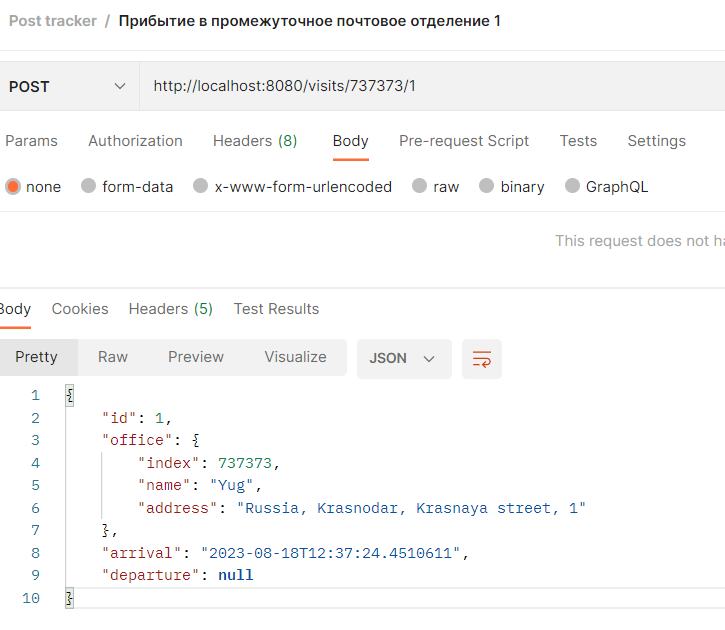 Post tracker / Прибытие в промежуточное почтовое отделение 1
POST http://localhost:8080/visits/737373/1
Params Authorization Headers (8) Body Pre-request Script Tests Settings
none form-data x-www-form-urlencoded raw binary GraphQL
This request does not ha
Body Cookies Headers (5) Test Results
Pretty Raw Preview Visualize JSON
1 {
2 "id": 1,
3 "office": {
4 "index": 737373,
5 "name": "Yug",
6 "address": "Russia, Krasnodar, Krasnaya street, 1"
7 },
8 "arrival": "2023-08-18T12:37:24.4510611",
9 "departure": null
10 }